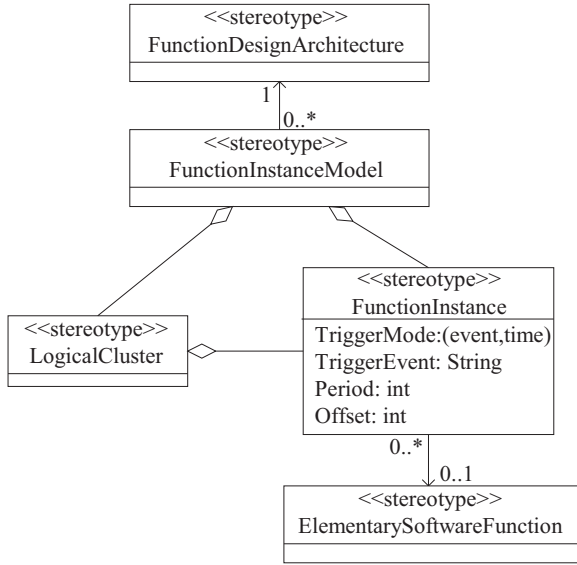 <<stereotype>>
FunctionDesignArchitecture
1
0..*
<<stereotype>>
FunctionInstanceModel
<<stereotype>>
FunctionInstance
TriggerMode:(event,time)
TriggerEvent: String
Period: int
Offset: int
<<stereotype>>
LogicalCluster
0..*
0..1
<<stereotype>>
ElementarySoftwareFunction